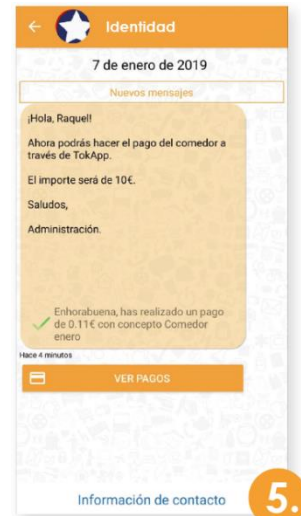 Identidad
7 de enero de 2019
Nuevos mensajes
¡Hola, Raquel!
Ahora podrás hacer el pago del comedor a
través de TokApp.
El importe será de 10€.
Saludos,
Administración.
Enhorabuena, has realizado un pago
de 0.11€ con concepto Comedor
enero
Hace 4 minutos
VER PAGOS
Información de contacto
5.